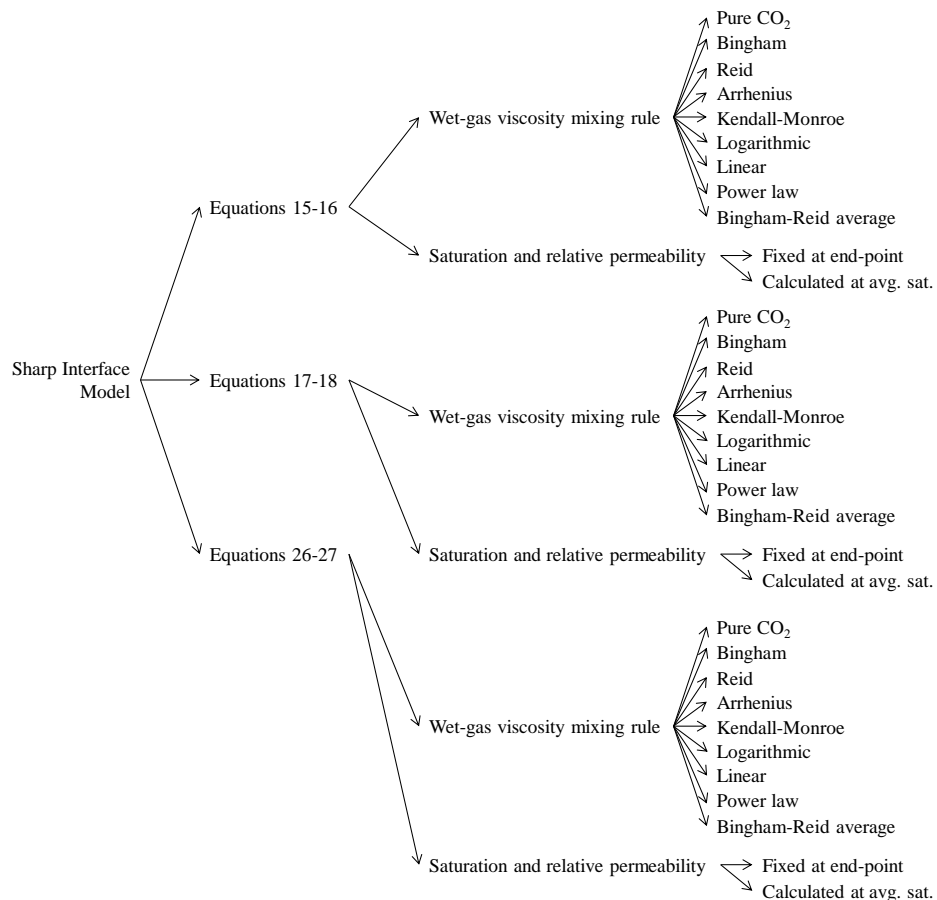 Sharp Interface
Model
Equations 15-16
Wet-gas viscosity mixing rule
Pure CO₂
Bingham
Reid
Arrhenius
Kendall-Monroe
Logarithmic
Linear
Power law
Bingham-Reid average
Saturation and relative permeability
Fixed at end-point
Calculated at avg. sat.
Equations 17-18
Wet-gas viscosity mixing rule
Pure CO₂
Bingham
Reid
Arrhenius
Kendall-Monroe
Logarithmic
Linear
Power law
Bingham-Reid average
Saturation and relative permeability
Fixed at end-point
Calculated at avg. sat.
Equations 26-27
Wet-gas viscosity mixing rule
Pure CO₂
Bingham
Reid
Arrhenius
Kendall-Monroe
Logarithmic
Linear
Power law
Bingham-Reid average
Saturation and relative permeability
Fixed at end-point
Calculated at avg. sat.